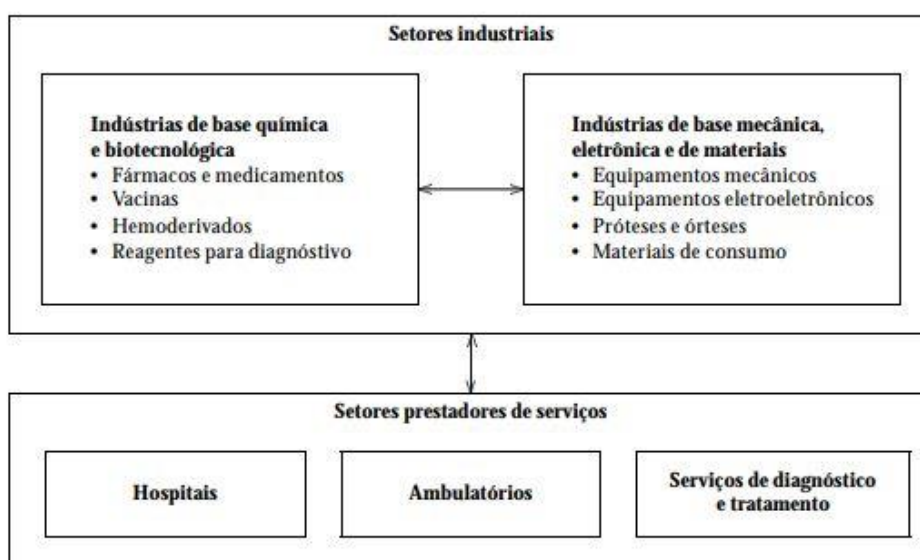 Setores industriais
Indústrias de base química
e biotecnológica
• Fármacos e medicamentos
• Vacinas
• Hemoderivados
• Reagentes para diagnóstivo
Indústrias de base mecânica,
eletrônica e de materiais
• Equipamentos mecânicos
• Equipamentos eletroeletrônicos
• Próteses e órteses
• Materiais de consumo
Setores prestadores de serviços
Hospitais
Ambulatórios
Serviços de diagnóstico
e tratamento